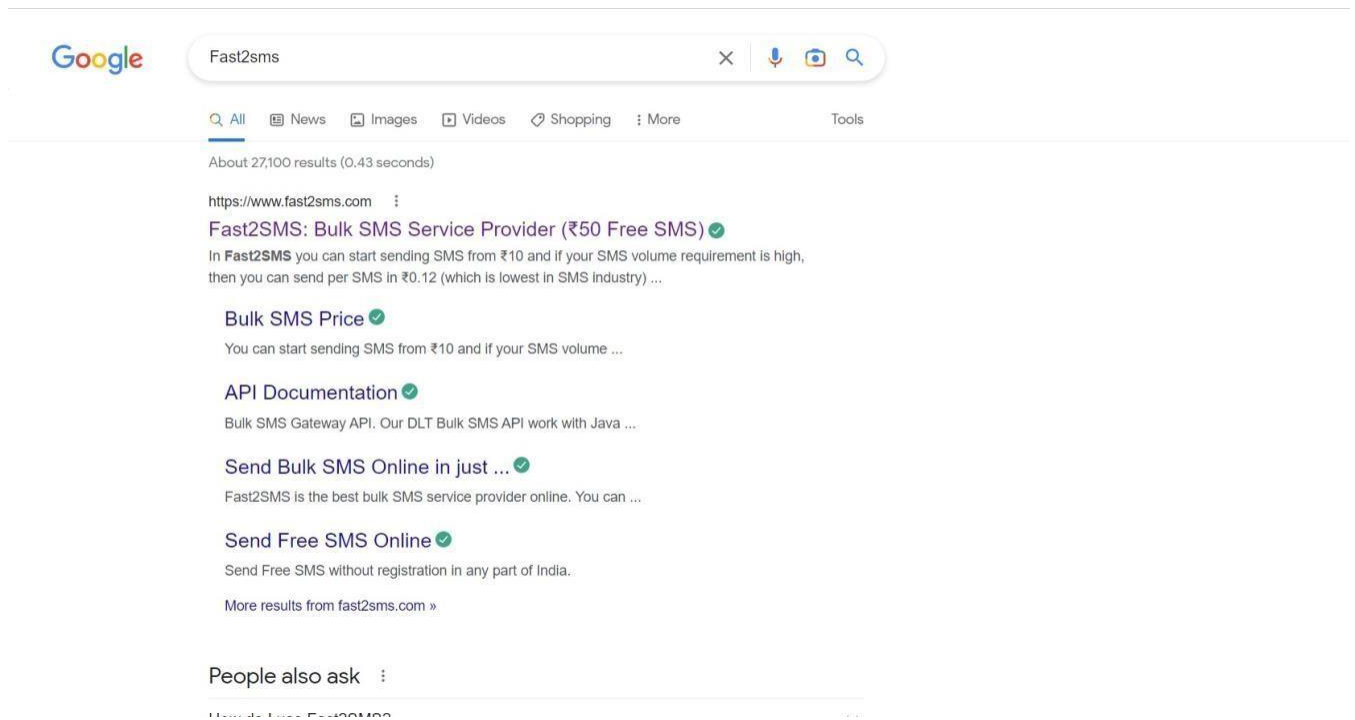 Google
Fast2sms
All News Images Videos Shopping More Tools
About 27,100 results (0.43 seconds)
https://www.fast2sms.com
Fast2SMS: Bulk SMS Service Provider (₹50 Free SMS)
In Fast2SMS you can start sending SMS from ₹10 and if your SMS volume requirement is high,
then you can send per SMS in ₹0.12 (which is lowest in SMS industry) ...
Bulk SMS Price
You can start sending SMS from ₹10 and if your SMS volume ...
API Documentation
Bulk SMS Gateway API. Our DLT Bulk SMS API work with Java ...
Send Bulk SMS Online in just ...
Fast2SMS is the best bulk SMS service provider online. You can ...
Send Free SMS Online
Send Free SMS without registration in any part of India.
More results from fast2sms.com »
People also ask
How do I use Fast2SMS?